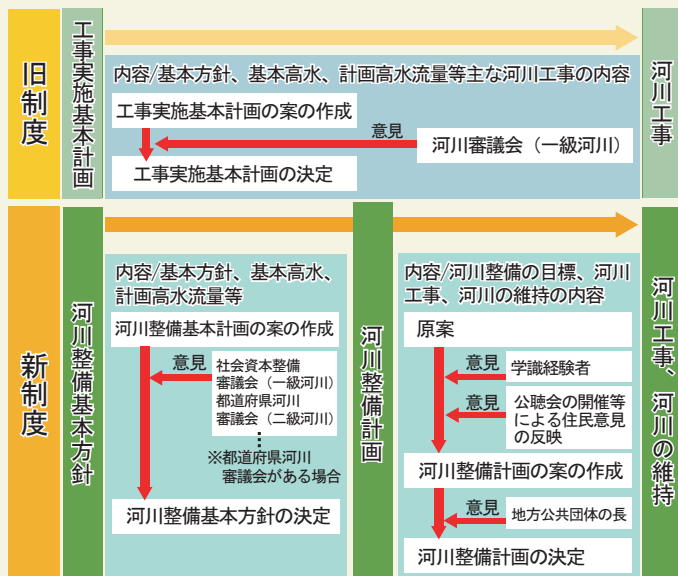 旧制度
工事実施基本計画
内容/基本方針、基本高水、計画高水流量等主な河川工事の内容
工事実施基本計画の案の作成
意見
河川審議会（一級河川）
工事実施基本計画の決定
河川工事
新制度
河川整備基本方針
内容/基本方針、基本高水、
計画高水流量等
河川整備基本計画の案の作成
意見
社会資本整備
審議会（一級河川）
都道府県河川
審議会（二級河川）
※都道府県河川
審議会がある場合
河川整備基本方針の決定
河川整備計画
内容/河川整備の目標、河川
工事、河川の維持の内容
原案
意見
学識経験者
意見
公聴会の開催等
による住民意見
の反映
河川整備計画の案の作成
意見
地方公共団体の長
河川整備計画の決定
河川工事、河川の維持